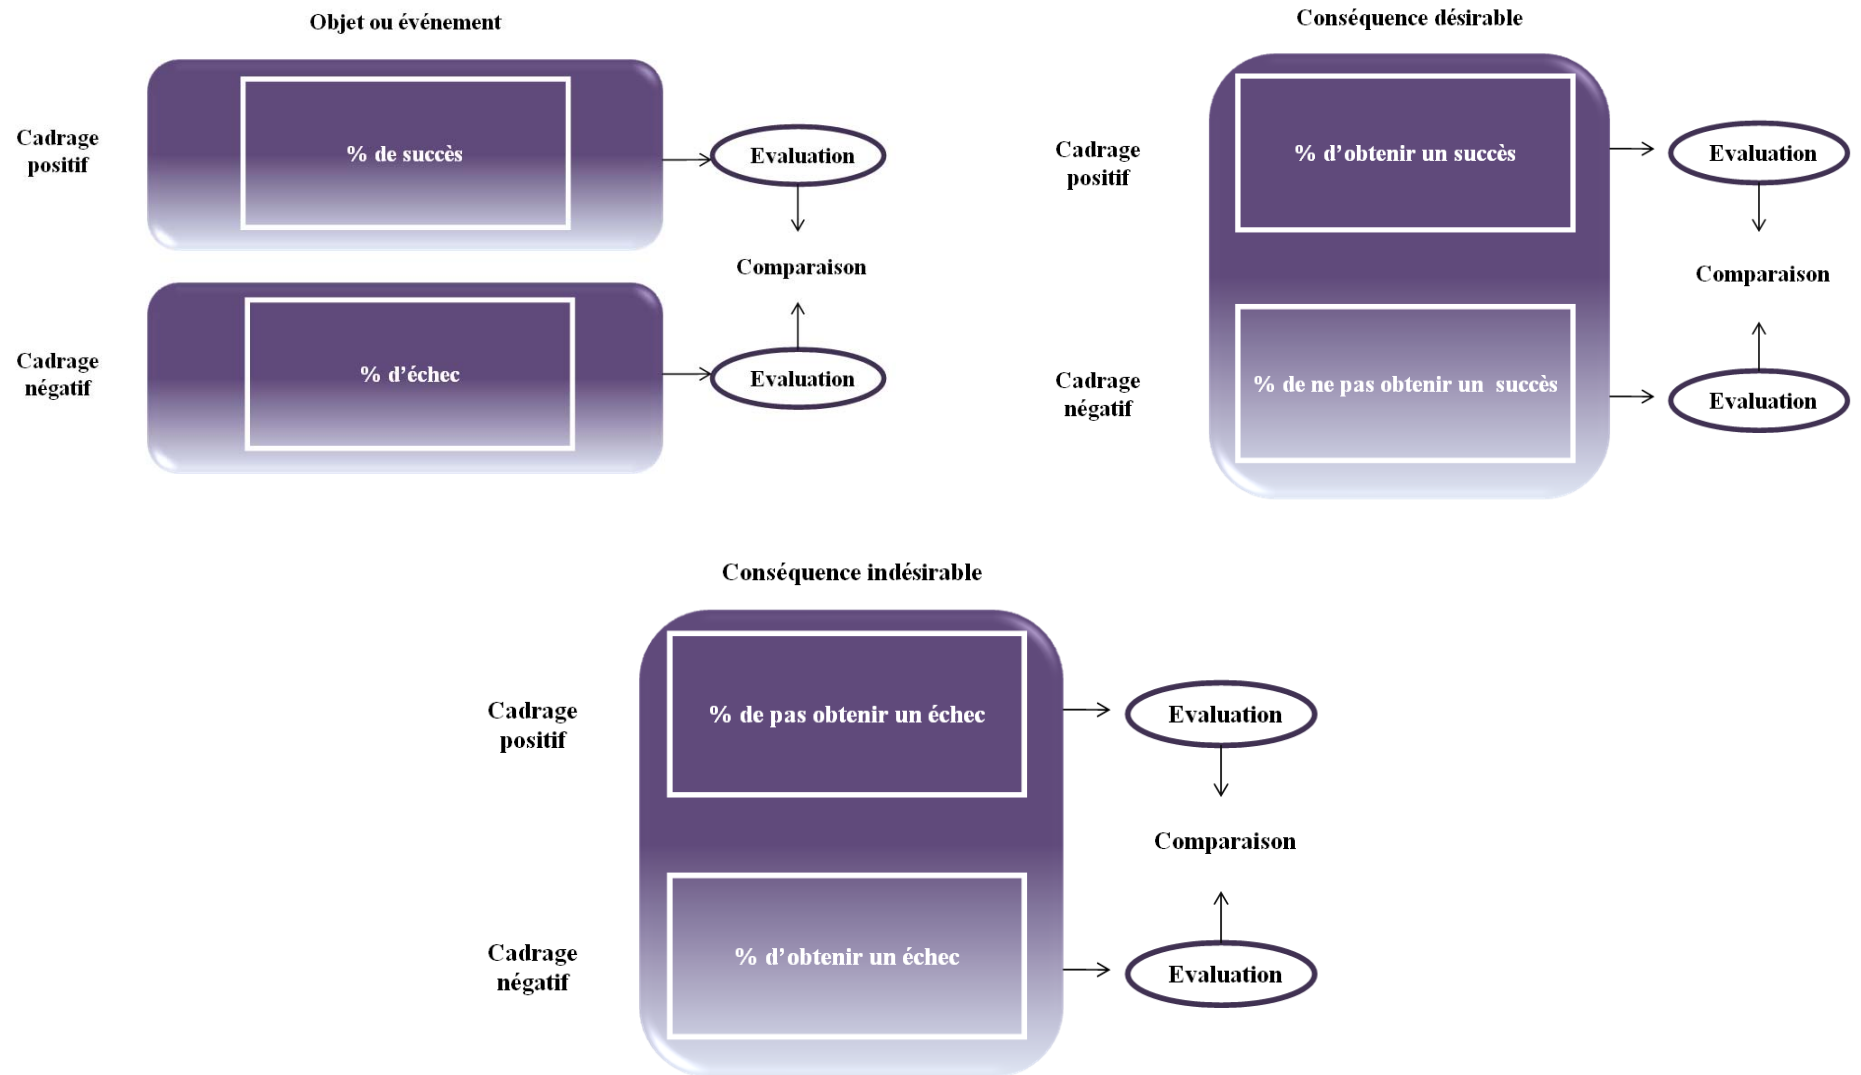 Objet ou événement
Cadrage
positif
% de succès
Evaluation
Comparaison
Cadrage
négatif
% d’échec
Evaluation
Conséquence désirable
Cadrage
positif
% d’obtenir un succès
Evaluation
Comparaison
Cadrage
négatif
% de ne pas obtenir un succès
Evaluation
Conséquence indésirable
Cadrage
positif
% de pas obtenir un échec
Evaluation
Comparaison
Cadrage
négatif
% d’obtenir un échec
Evaluation